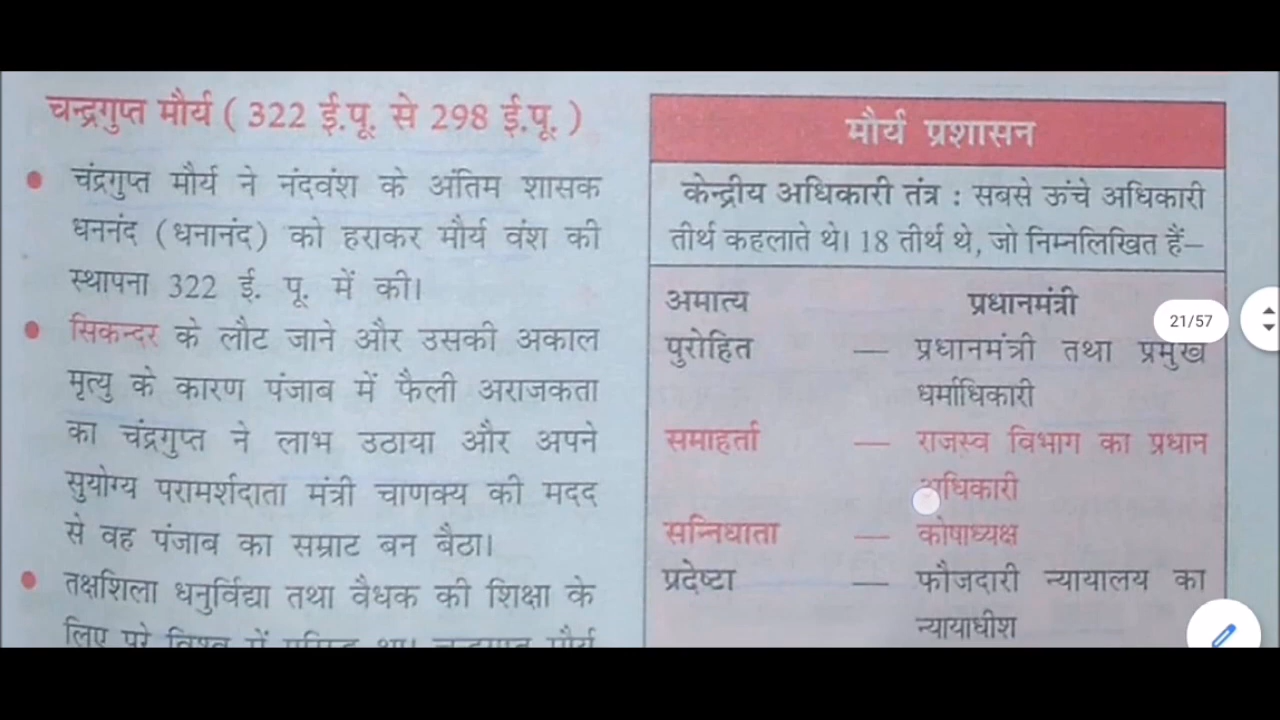 चन्द्रगुप्त मौर्य ( 322 ई.पू. से 298 ई.पू. )
• चंद्रगुप्त मौर्य ने नंदवंश के अंतिम शासक
धननंद (धनानंद) को हराकर मौर्य वंश की
स्थापना 322 ई. पू. में की।
• सिकन्दर के लौट जाने और उसकी अकाल
मृत्यु के कारण पंजाब में फैली अराजकता
का चंद्रगुप्त ने लाभ उठाया और अपने
सुयोग्य परामर्शदाता मंत्री चाणक्य की मदद
से वह पंजाब का सम्राट बन बैठा।
• तक्षशिला धनुर्विद्या तथा वैधक की शिक्षा के
मौर्य प्रशासन
केन्द्रीय अधिकारी तंत्र : सबसे ऊंचे अधिकारी
तीर्थ कहलाते थे। 18 तीर्थ थे, जो निम्नलिखित हैं–
अमात्य प्रधानमंत्री
पुरोहित — प्रधानमंत्री तथा प्रमुख
धर्माधिकारी
समाहर्ता — राजस्व विभाग का प्रधान
अधिकारी
सन्निधाता — कोषाध्यक्ष
प्रदेष्टा — फौजदारी न्यायालय का
न्यायाधीश
21/57